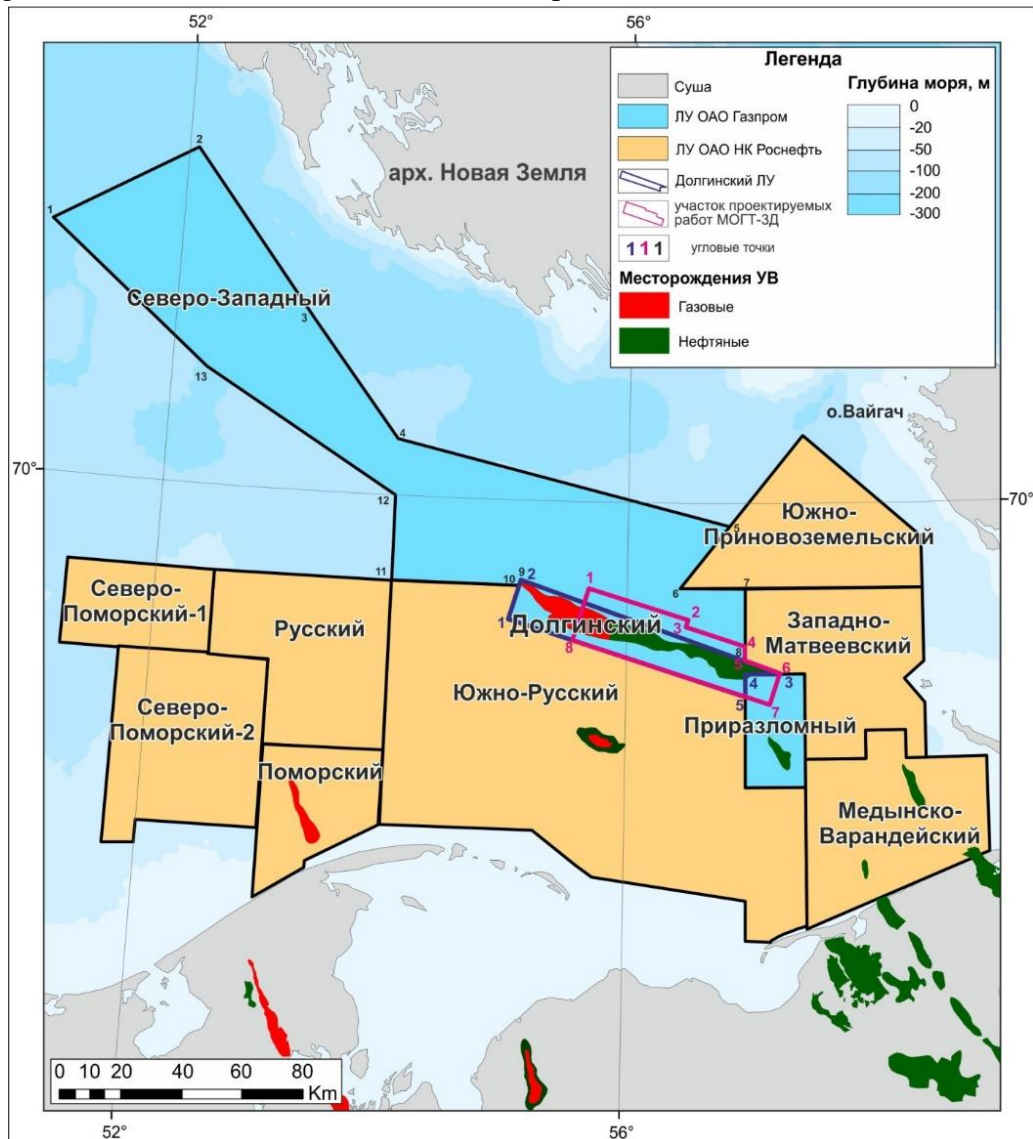 52°
56°
Легенда
Суша
ЛУ ОАО Газпром
ЛУ ОАО НК Роснефть
Долгинский ЛУ
участок проектируемых
работ МОГТ-3Д
111
угловые точки
Месторождения УВ
Газовые
Нефтяные
Глубина моря, м
0
-20
-50
-100
-200
-300
арх. Новая Земля
2
1
Северо-Западный
3
13
4
о.Вайгач
70°
70°
12
5
Южно-
Приновоземельский
11
10
9
2
1
6
7
Северо-
Поморский-1
Русский
1
Долгинский
2
3
4
8
5
6
8
4
3
5
7
Западно-
Матвеевский
Северо-
Поморский-2
Южно-Русский
Приразломный
Поморский
Медынско-
Варандейский
0 10 20 40 60 80
Km
52°
56°